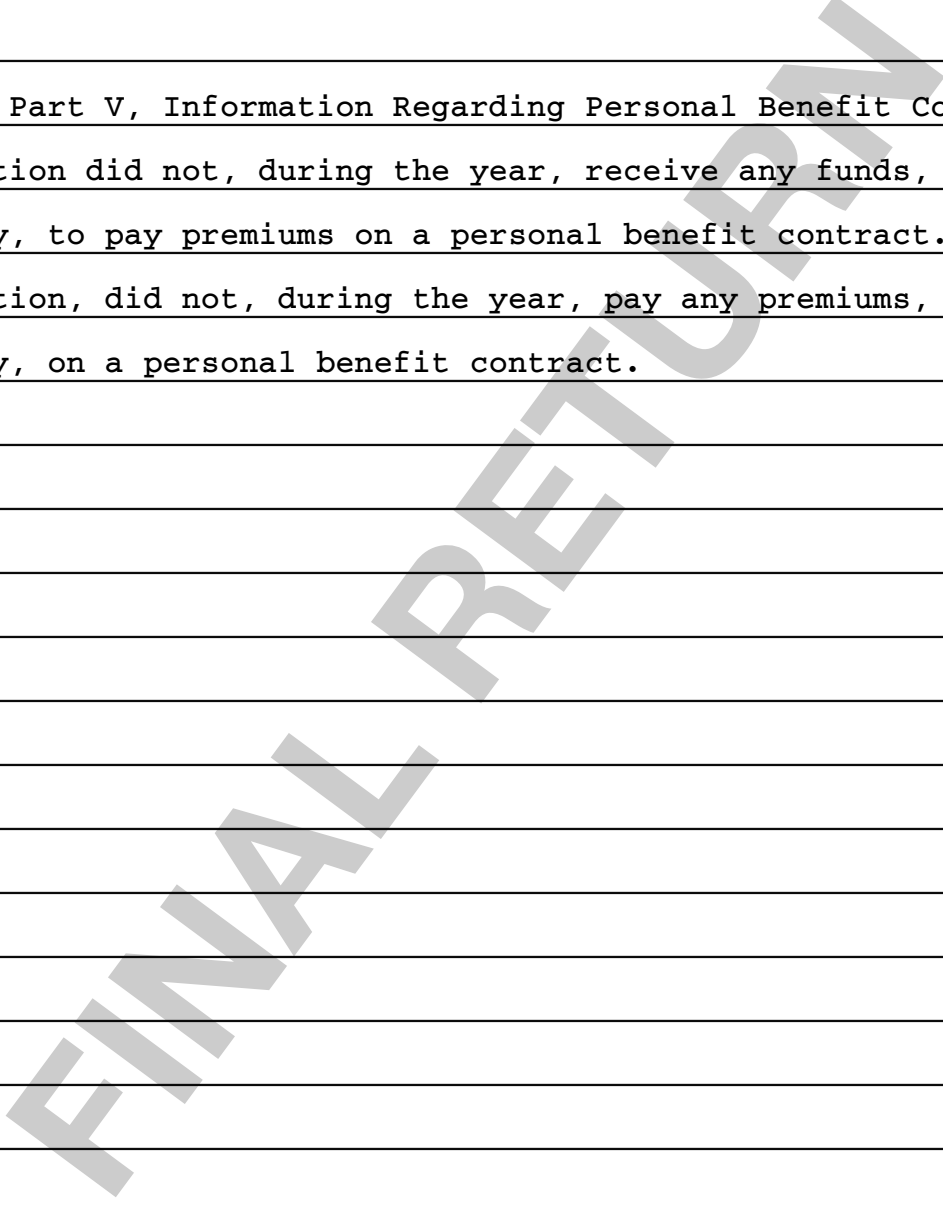 Part V, Information Regarding Personal Benefit Co
tion did not, during the year, receive any funds,
y, to pay premiums on a personal benefit contract.
tion, did not, during the year, pay any premiums,
y, on a personal benefit contract.
FINAL RETURN